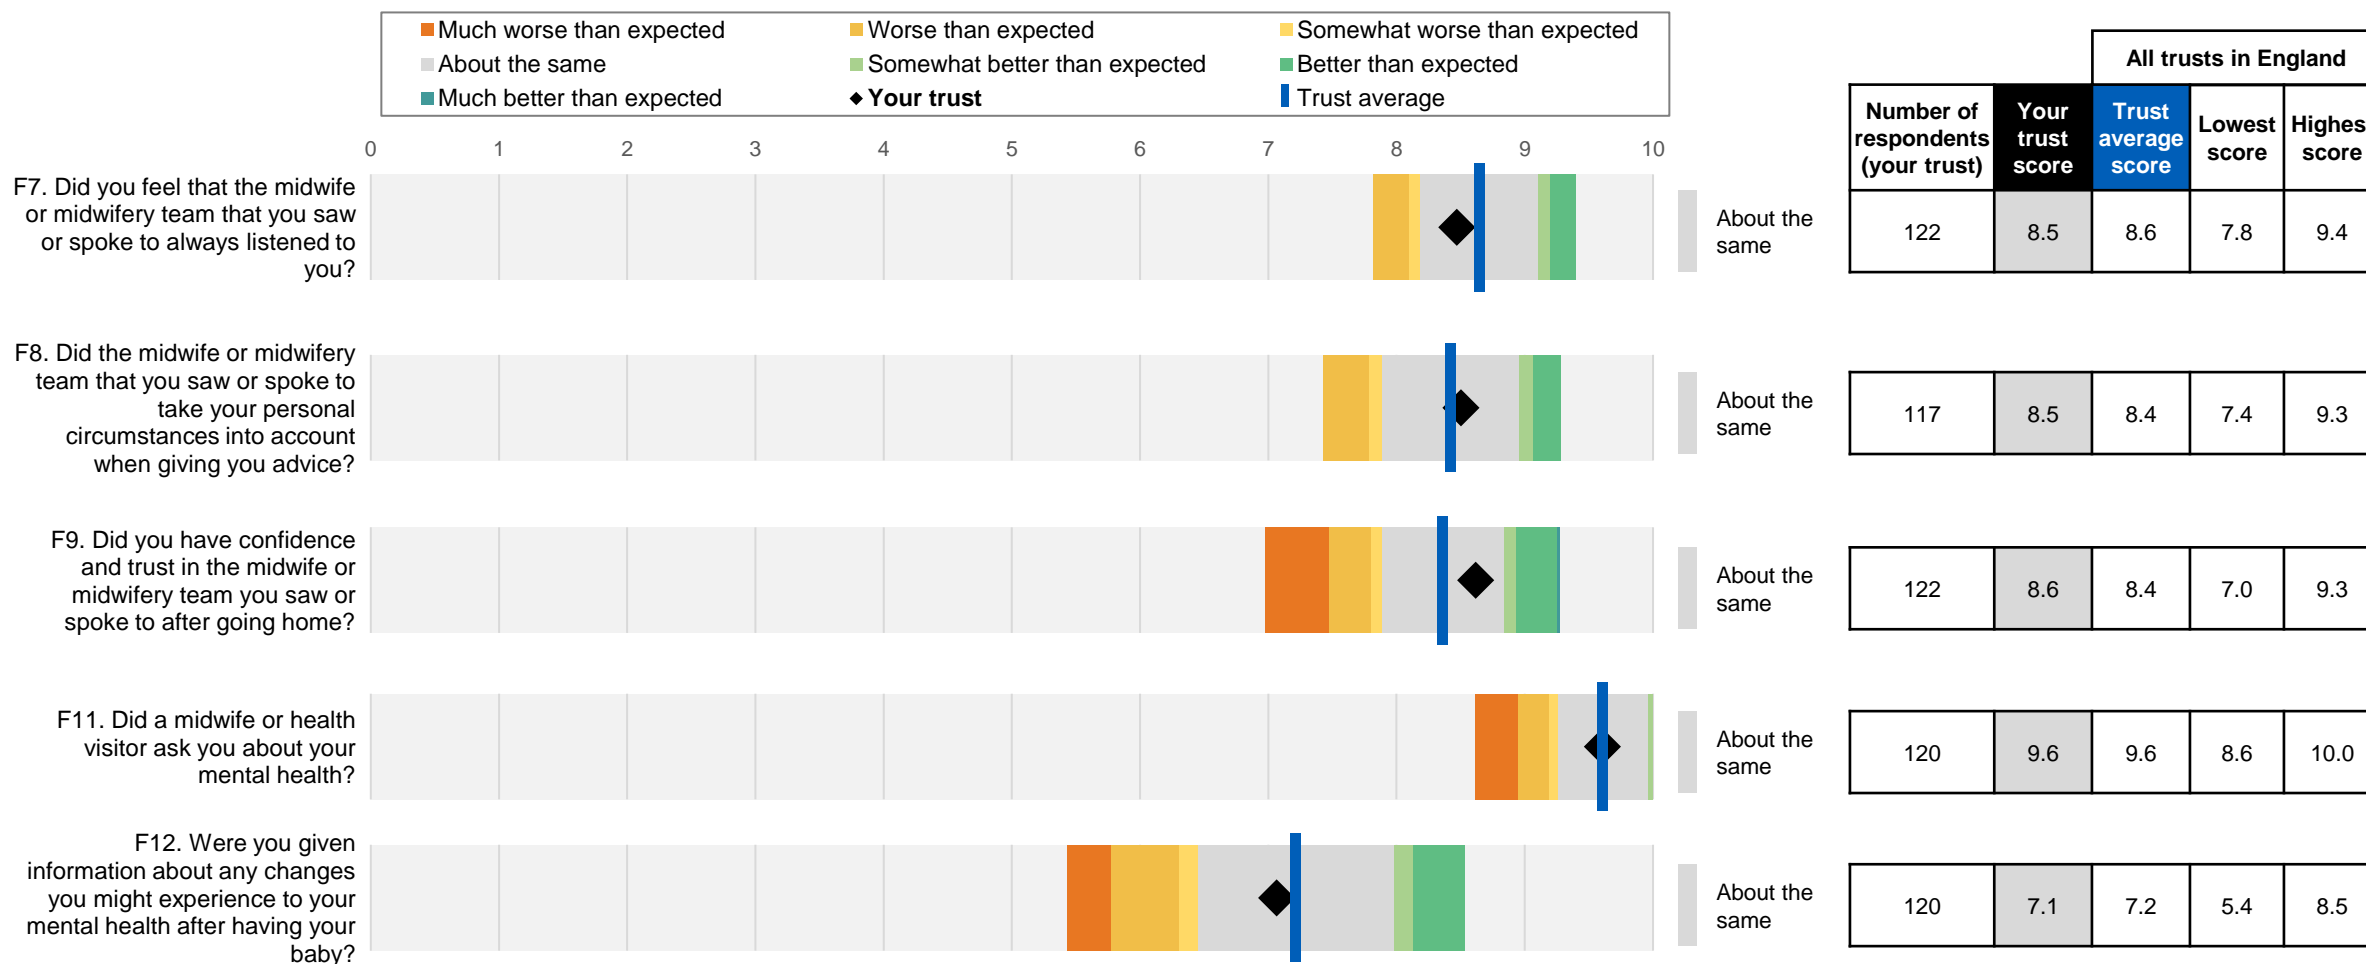 Much worse than expected
Worse than expected
Somewhat worse than expected
About the same
Somewhat better than expected
Better than expected
Much better than expected
Your trust
Trust average
All trusts in England
Number of
respondents
(your trust)
Your
trust
score
Trust
average
score
Lowest
score
Highes
score
0 1 2 3 4 5 6 7 8 9 10
F7. Did you feel that the midwife
or midwifery team that you saw
or spoke to always listened to
you?
About the
same
122 8.5 8.6 7.8 9.4
F8. Did the midwife or midwifery
team that you saw or spoke to
take your personal
circumstances into account
when giving you advice?
About the
same
117 8.5 8.4 7.4 9.3
F9. Did you have confidence
and trust in the midwife or
midwifery team you saw or
spoke to after going home?
About the
same
122 8.6 8.4 7.0 9.3
F11. Did a midwife or health
visitor ask you about your
mental health?
About the
same
120 9.6 9.6 8.6 10.0
F12. Were you given
information about any changes
you might experience to your
mental health after having your
baby?
About the
same
120 7.1 7.2 5.4 8.5